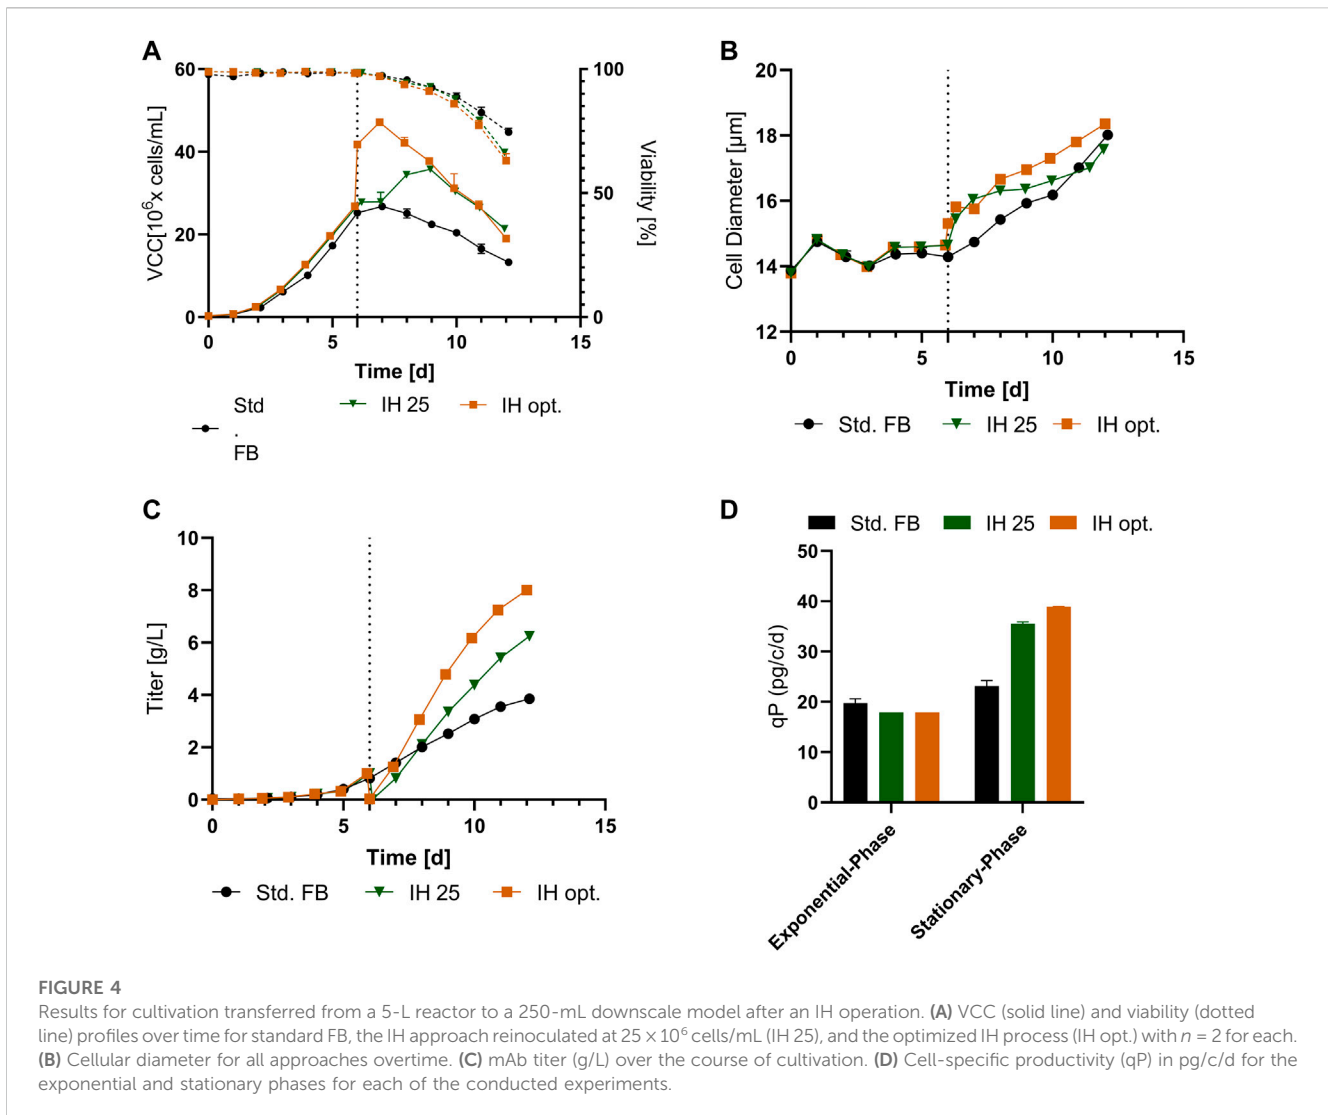 A
VCC[10⁶x cells/mL]
60
40
20
0
100
50
0
Viability [%]
0 5 10 15
Time [d]
Std
.
FB
IH 25
IH opt.
B
Cell Diameter [µm]
20
18
16
14
12
0 5 10 15
Time [d]
Std. FB IH 25 IH opt.
C
Titer [g/L]
10
8
6
4
2
0
0 5 10 15
Time [d]
Std. FB IH 25 IH opt.
D
Std. FB IH 25 IH opt.
qP (pg/c/d)
50
40
30
20
10
0
Exponential-Phase
Stationary-Phase
FIGURE 4
Results for cultivation transferred from a 5-L reactor to a 250-mL downscale model after an IH operation. (A) VCC (solid line) and viability (dotted
line) profiles over time for standard FB, the IH approach reinoculated at 25 × 10⁶ cells/mL (IH 25), and the optimized IH process (IH opt.) with n = 2 for each.
(B) Cellular diameter for all approaches overtime. (C) mAb titer (g/L) over the course of cultivation. (D) Cell-specific productivity (qP) in pg/c/d for the
exponential and stationary phases for each of the conducted experiments.